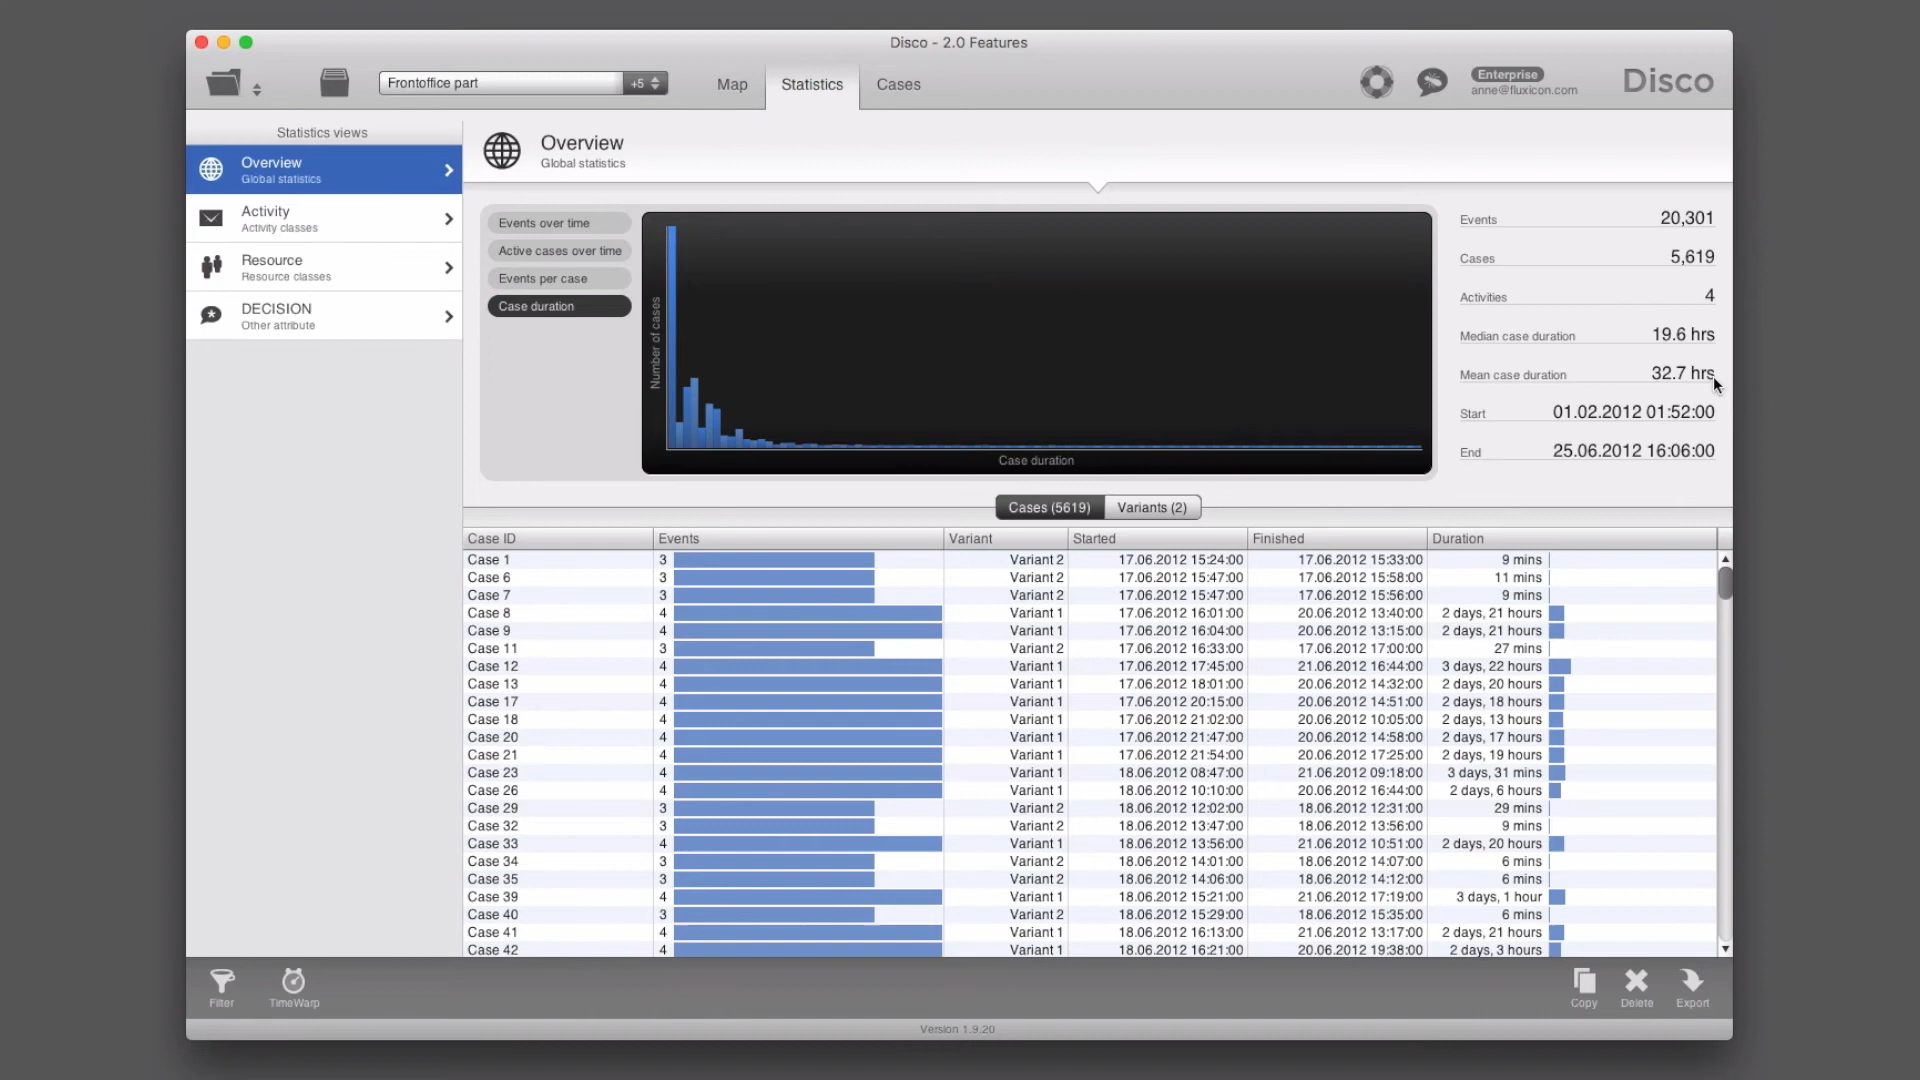 Disco - 2.0 Features
Frontoffice part
+5
Map
Statistics
Cases
Enterprise
anne@fluxicon.com
Disco
Statistics views
Overview
Global statistics
Activity
Activity classes
Resource
Resource classes
DECISION
Other attribute
Overview
Global statistics
Events over time
Active cases over time
Events per case
Case duration
Number of cases
Case duration
Events 20,301
Cases 5,619
Activities 4
Median case duration 19.6 hrs
Mean case duration 32.7 hrs
Start 01.02.2012 01:52:00
End 25.06.2012 16:06:00
Cases (5619) Variants (2)
Case ID Events Variant Started Finished Duration
Case 1 3 Variant 2 17.06.2012 15:24:00 17.06.2012 15:33:00 9 mins
Case 6 3 Variant 2 17.06.2012 15:47:00 17.06.2012 15:58:00 11 mins
Case 7 3 Variant 2 17.06.2012 15:47:00 17.06.2012 15:56:00 9 mins
Case 8 4 Variant 1 17.06.2012 16:01:00 20.06.2012 13:40:00 2 days, 21 hours
Case 9 4 Variant 1 17.06.2012 16:04:00 20.06.2012 13:15:00 2 days, 21 hours
Case 11 3 Variant 2 17.06.2012 16:33:00 17.06.2012 17:00:00 27 mins
Case 12 4 Variant 1 17.06.2012 17:45:00 21.06.2012 16:44:00 3 days, 22 hours
Case 13 4 Variant 1 17.06.2012 18:01:00 20.06.2012 14:32:00 2 days, 20 hours
Case 17 4 Variant 1 17.06.2012 20:15:00 20.06.2012 14:51:00 2 days, 18 hours
Case 18 4 Variant 1 17.06.2012 21:02:00 20.06.2012 10:05:00 2 days, 13 hours
Case 20 4 Variant 1 17.06.2012 21:47:00 20.06.2012 14:58:00 2 days, 17 hours
Case 21 4 Variant 1 17.06.2012 21:54:00 20.06.2012 17:25:00 2 days, 19 hours
Case 23 4 Variant 1 18.06.2012 08:47:00 21.06.2012 09:18:00 3 days, 31 mins
Case 26 4 Variant 1 18.06.2012 10:10:00 20.06.2012 16:44:00 2 days, 6 hours
Case 29 3 Variant 2 18.06.2012 12:02:00 18.06.2012 12:31:00 29 mins
Case 32 3 Variant 2 18.06.2012 13:47:00 18.06.2012 13:56:00 9 mins
Case 33 4 Variant 1 18.06.2012 13:56:00 21.06.2012 10:51:00 2 days, 20 hours
Case 34 3 Variant 2 18.06.2012 14:01:00 18.06.2012 14:07:00 6 mins
Case 35 3 Variant 2 18.06.2012 14:06:00 18.06.2012 14:12:00 6 mins
Case 39 4 Variant 1 18.06.2012 15:21:00 21.06.2012 17:19:00 3 days, 1 hour
Case 40 3 Variant 2 18.06.2012 15:29:00 18.06.2012 15:35:00 6 mins
Case 41 4 Variant 1 18.06.2012 16:13:00 21.06.2012 13:17:00 2 days, 21 hours
Case 42 4 Variant 1 18.06.2012 16:21:00 20.06.2012 19:38:00 2 days, 3 hours
Filter TimeWarp Copy Delete Export
Version 1.9.20